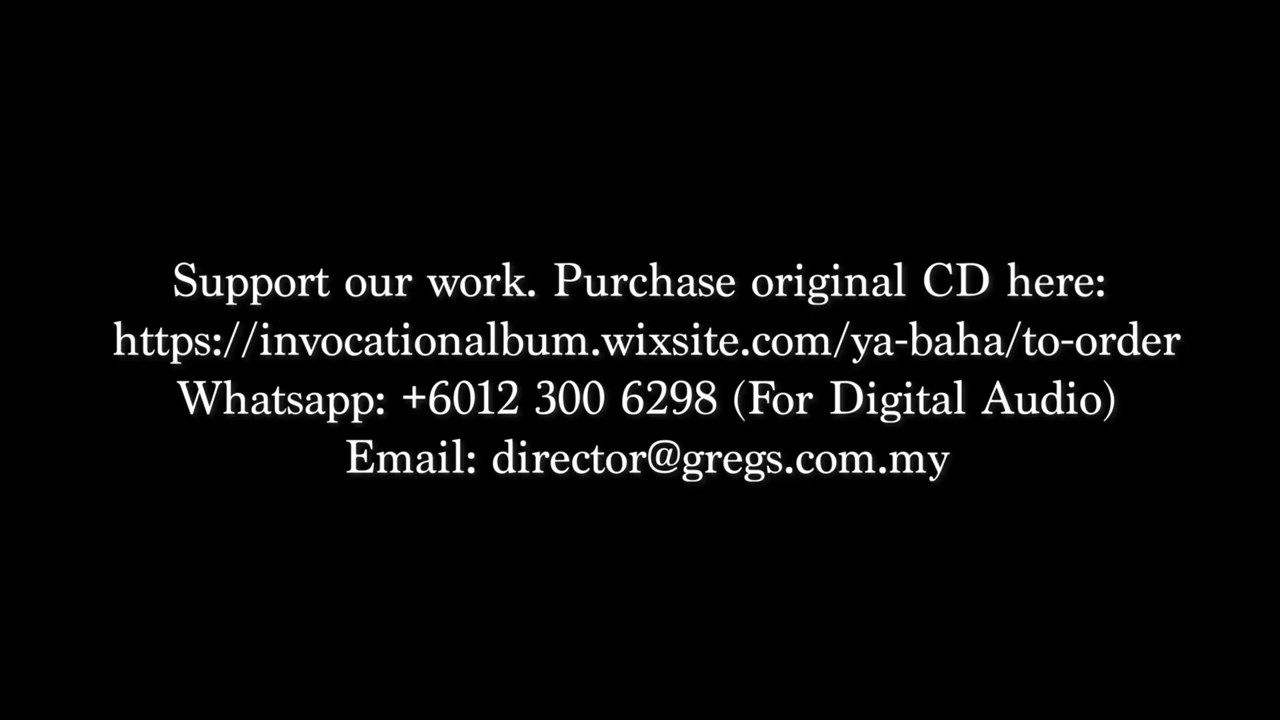 Support our work. Purchase original CD here:
https://invocationalbum.wixsite.com/ya-baha/to-order
Whatsapp: +6012 300 6298 (For Digital Audio)
Email: director@gregs.com.my